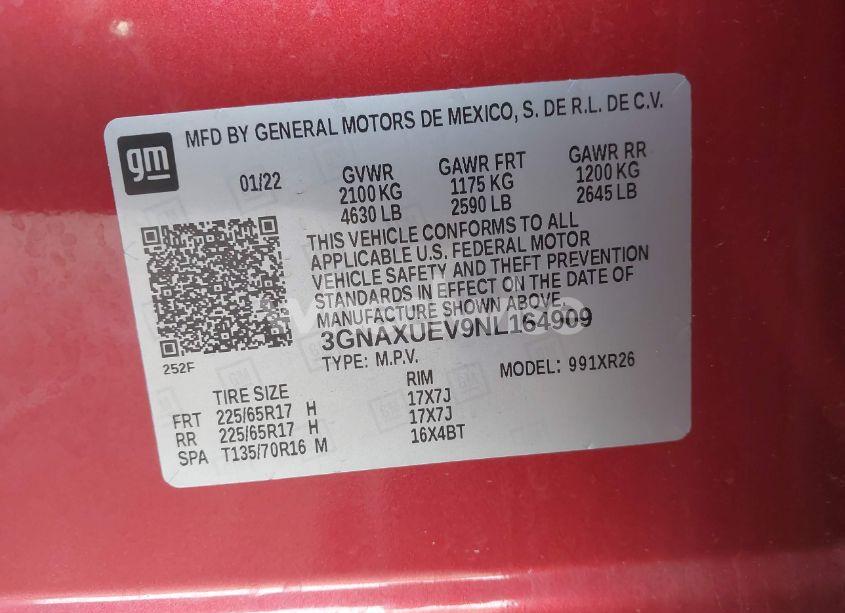 gm
MFD BY GENERAL MOTORS DE MEXICO, S. DE R.L. DE C.V.
01/22 GVWR GAWR FRT GAWR RR
2100 KG 1175 KG 1200 KG
4630 LB 2590 LB 2645 LB
THIS VEHICLE CONFORMS TO ALL
APPLICABLE U.S. FEDERAL MOTOR
VEHICLE SAFETY AND THEFT PREVENTION
STANDARDS IN EFFECT ON THE DATE OF
MANUFACTURE SHOWN ABOVE.
3GNAXUEV9NL164909
252F
TYPE: M.P.V. MODEL: 991XR26
TIRE SIZE RIM
FRT 225/65R17 H 17X7J
RR 225/65R17 H 17X7J
SPA T135/70R16 M 16X4BT